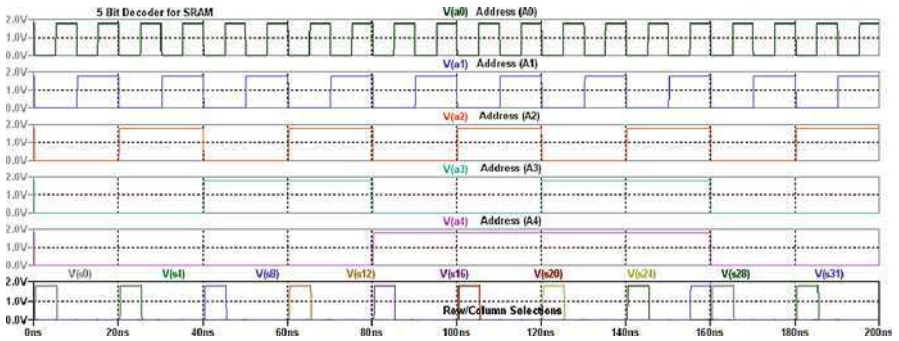 5 Bit Decoder for SRAM
V(a0) Address (A0)
2.0V
1.0V
0.0V
V(a1) Address (A1)
2.0V
1.0V
0.0V
V(a2) Address (A2)
2.0V
1.0V
0.0V
V(a3) Address (A3)
2.0V
1.0V
0.0V
V(a4) Address (A4)
2.0V
1.0V
0.0V
V(s0) V(s4) V(s8) V(s12) V(s16) V(s20) V(s24) V(s28) V(s31)
2.0V
1.0V
0.0V
Row/Column Selections
0ns 20ns 40ns 60ns 80ns 100ns 120ns 140ns 160ns 180ns 200ns